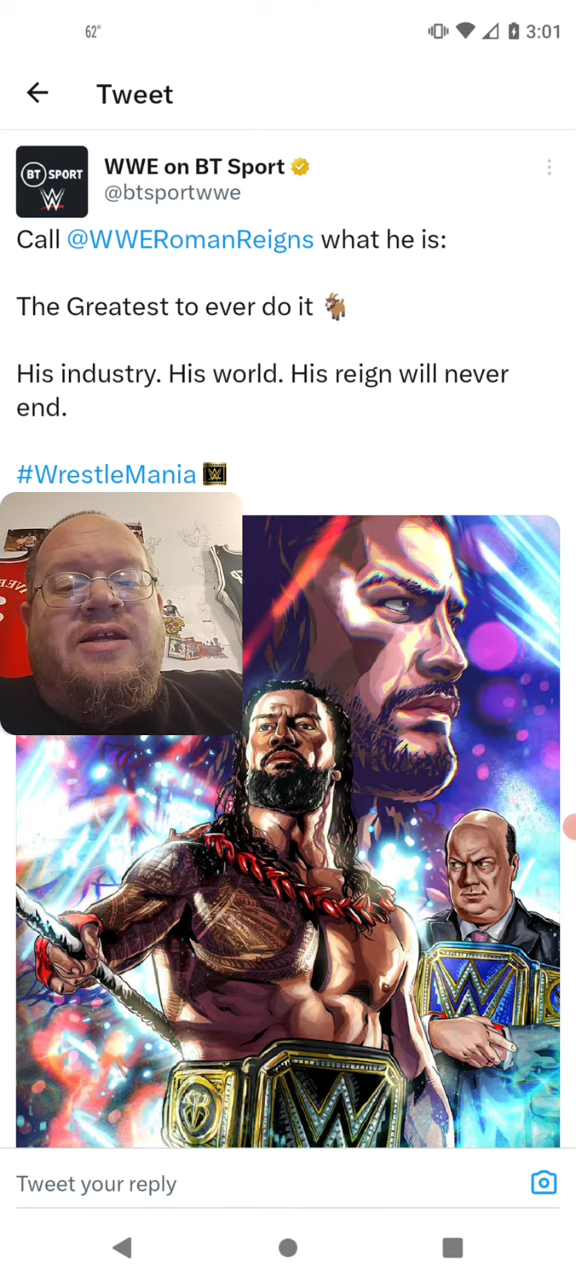 62°
3:01
Tweet
BT SPORT
W
WWE on BT Sport
@btsportwwe
Call @WWERomanReigns what he is:
The Greatest to ever do it 🐐
His industry. His world. His reign will never
end.
#WrestleMania
W
W
Tweet your reply